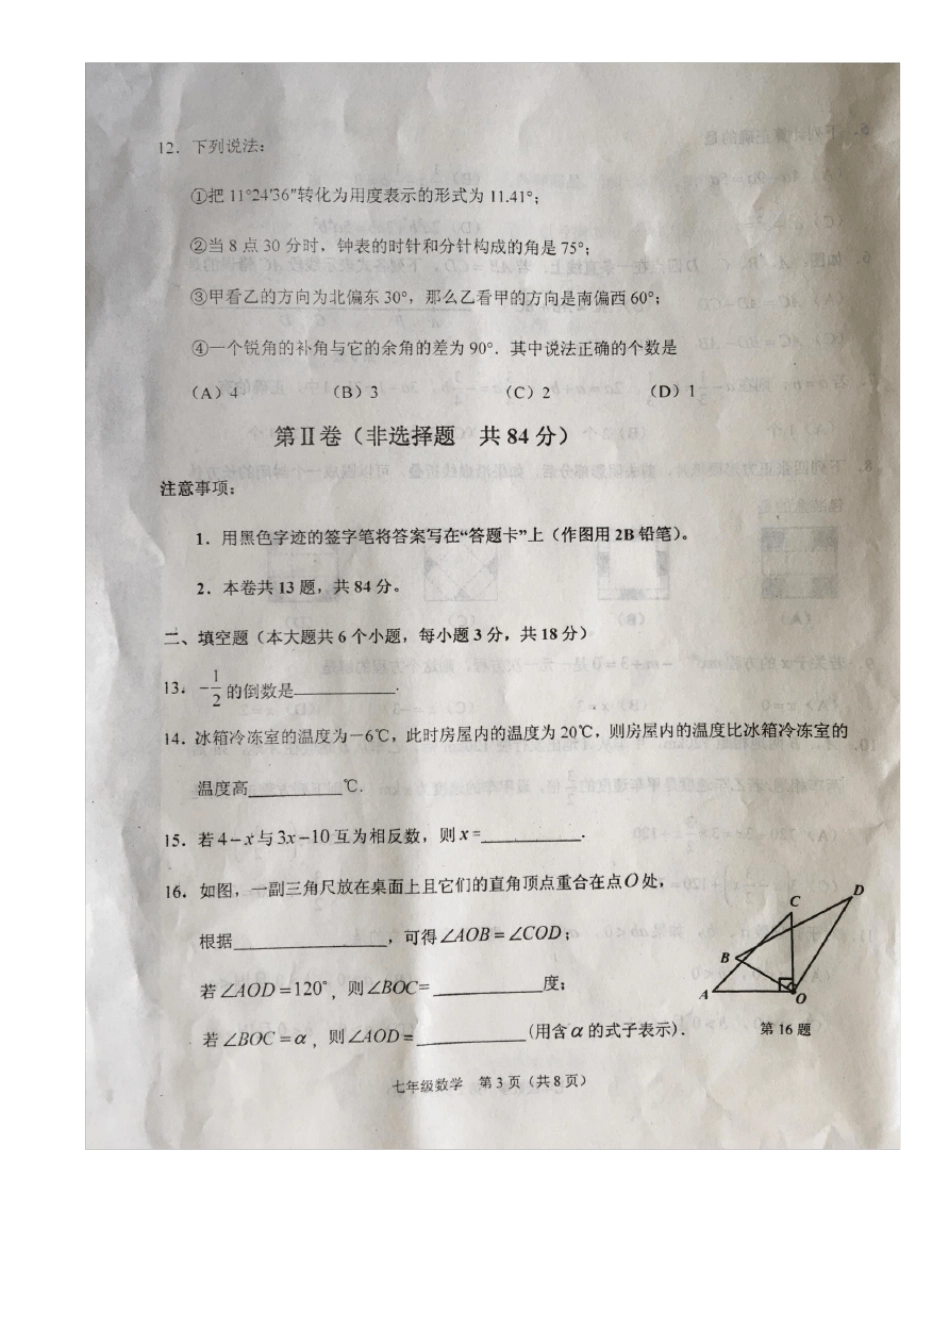 12．下列说法：
①把 11°24′36″转化为用度表示的形式为 11.41°；
②当 8 点 30 分时，钟表的时针和分针构成的角是 75°；
③甲看乙的方向为北偏东 30°，那么乙看甲的方向是南偏西 60°；
④一个锐角的补角与它的余角的差为 90°．其中说法正确的个数是
（A）4 （B）3 （C）2 （D）1
第Ⅱ卷（非选择题 共 84 分）
注意事项：
1．用黑色字迹的签字笔将答案写在“答题卡”上（作图用 2B 铅笔）。
2．本卷共 13 题，共 84 分。
二、填空题（本大题共 6 个小题，每小题 3 分，共 18 分）
13．-1/2 的倒数是________.
14．冰箱冷冻室的温度为－6℃，此时房屋内的温度为 20℃，则房屋内的温度比冰箱冷冻室的
温度高________℃.
15．若 4－x 与 3x－10 互为相反数，则 x =________.
16．如图，一副三角尺放在桌面上且它们的直角顶点重合在点 O 处，
根据____________，可得∠AOB＝∠COD；
若∠AOD =120°，则∠BOC=________度；
若∠BOC = α，则∠AOD =________(用含 α 的式子表示)．
A
B
C
D
O
第 16 题
七年级数学 第 3 页（共 8 页）